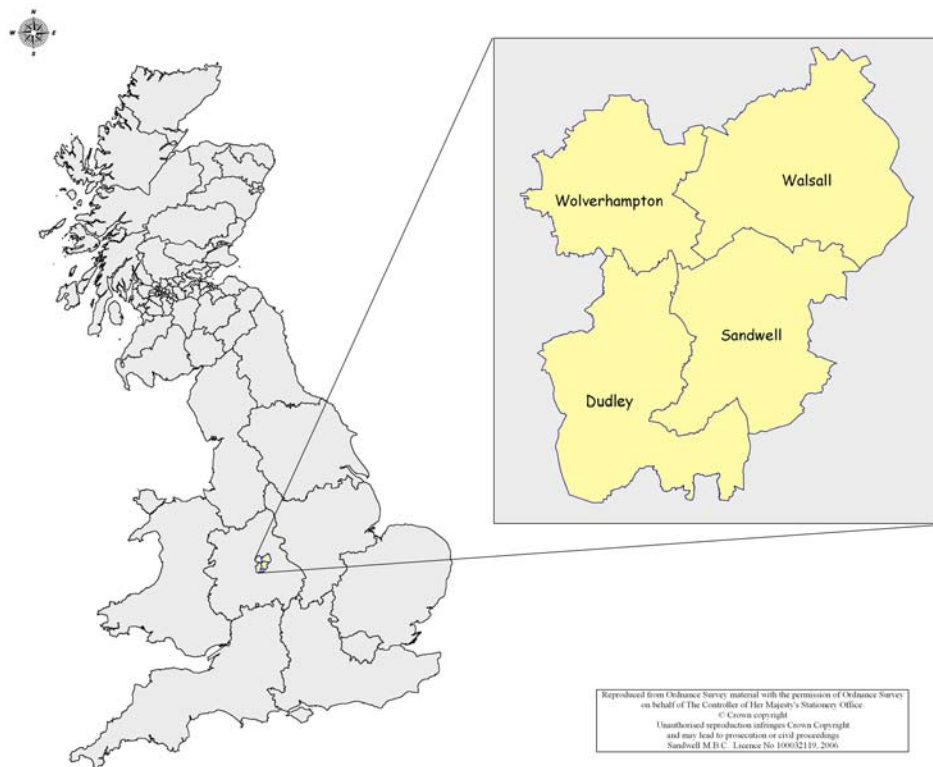 N
W E
S
Walsall
Wolverhampton
Sandwell
Dudley
Reproduced from Ordnance Survey material with the permission of Ordnance Survey
on behalf of The Controller of Her Majesty's Stationery Office.
© Crown copyright
Unauthorised reproduction infringes Crown Copyright
and may lead to prosecution or civil proceedings
Sandwell M.B.C. Licence No 100032119, 2006